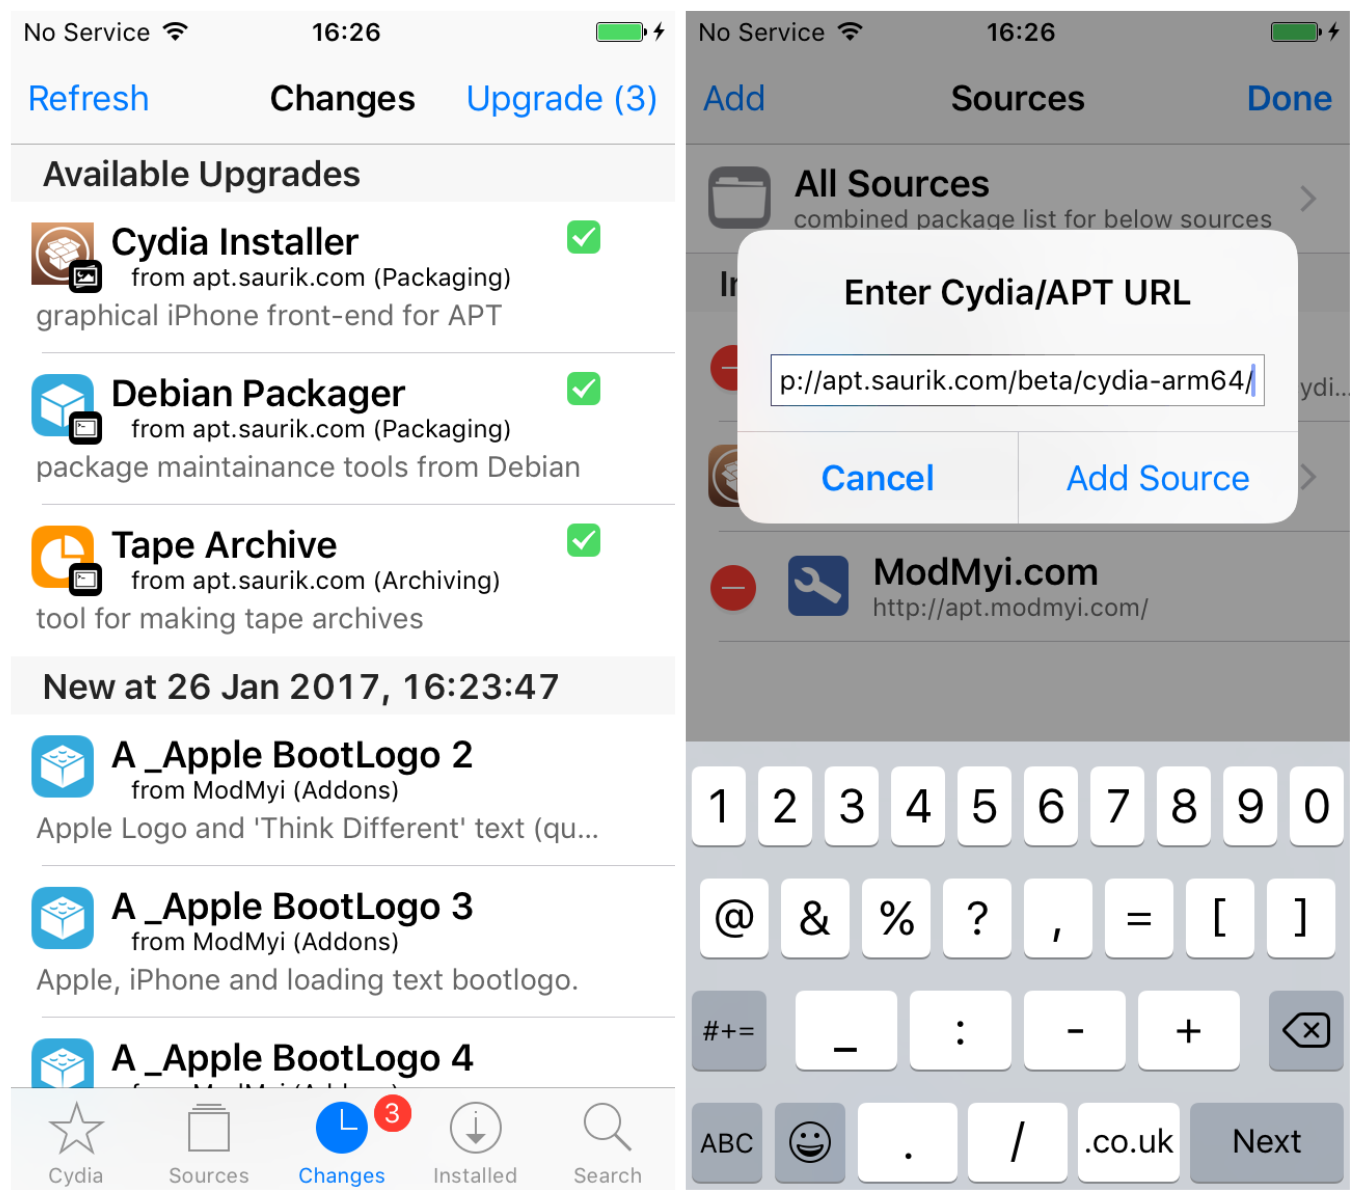 No Service 16:26
Refresh Changes Upgrade (3)
Available Upgrades
Cydia Installer
from apt.saurik.com (Packaging)
graphical iPhone front-end for APT
Debian Packager
from apt.saurik.com (Packaging)
package maintainance tools from Debian
Tape Archive
from apt.saurik.com (Archiving)
tool for making tape archives
New at 26 Jan 2017, 16:23:47
A _Apple BootLogo 2
from ModMyi (Addons)
Apple Logo and 'Think Different' text (qu...
A _Apple BootLogo 3
from ModMyi (Addons)
Apple, iPhone and loading text bootlogo.
A _Apple BootLogo 4
3
Cydia Sources Changes Installed Search
No Service 16:26
Add Sources Done
All Sources
combined package list for below sources
Enter Cydia/APT URL
p://apt.saurik.com/beta/cydia-arm64/
ydi...
Cancel Add Source
ModMyi.com
http://apt.modmyi.com/
1 2 3 4 5 6 7 8 9 0
@ & % ? , = [ ]
#+= _ : - +
ABC . / .co.uk Next